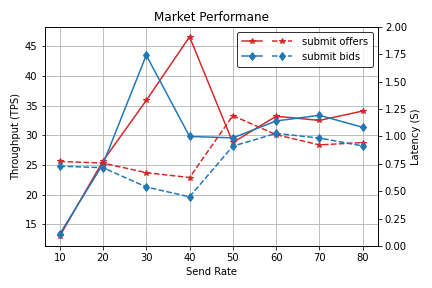 Market Performane
submit offers
submit bids
Throughput (TPS)
45
40
35
30
25
20
15
2.00
1.75
1.50
1.25
1.00
0.75
0.50
0.25
0.00
Latency (S)
10 20 30 40 50 60 70 80
Send Rate